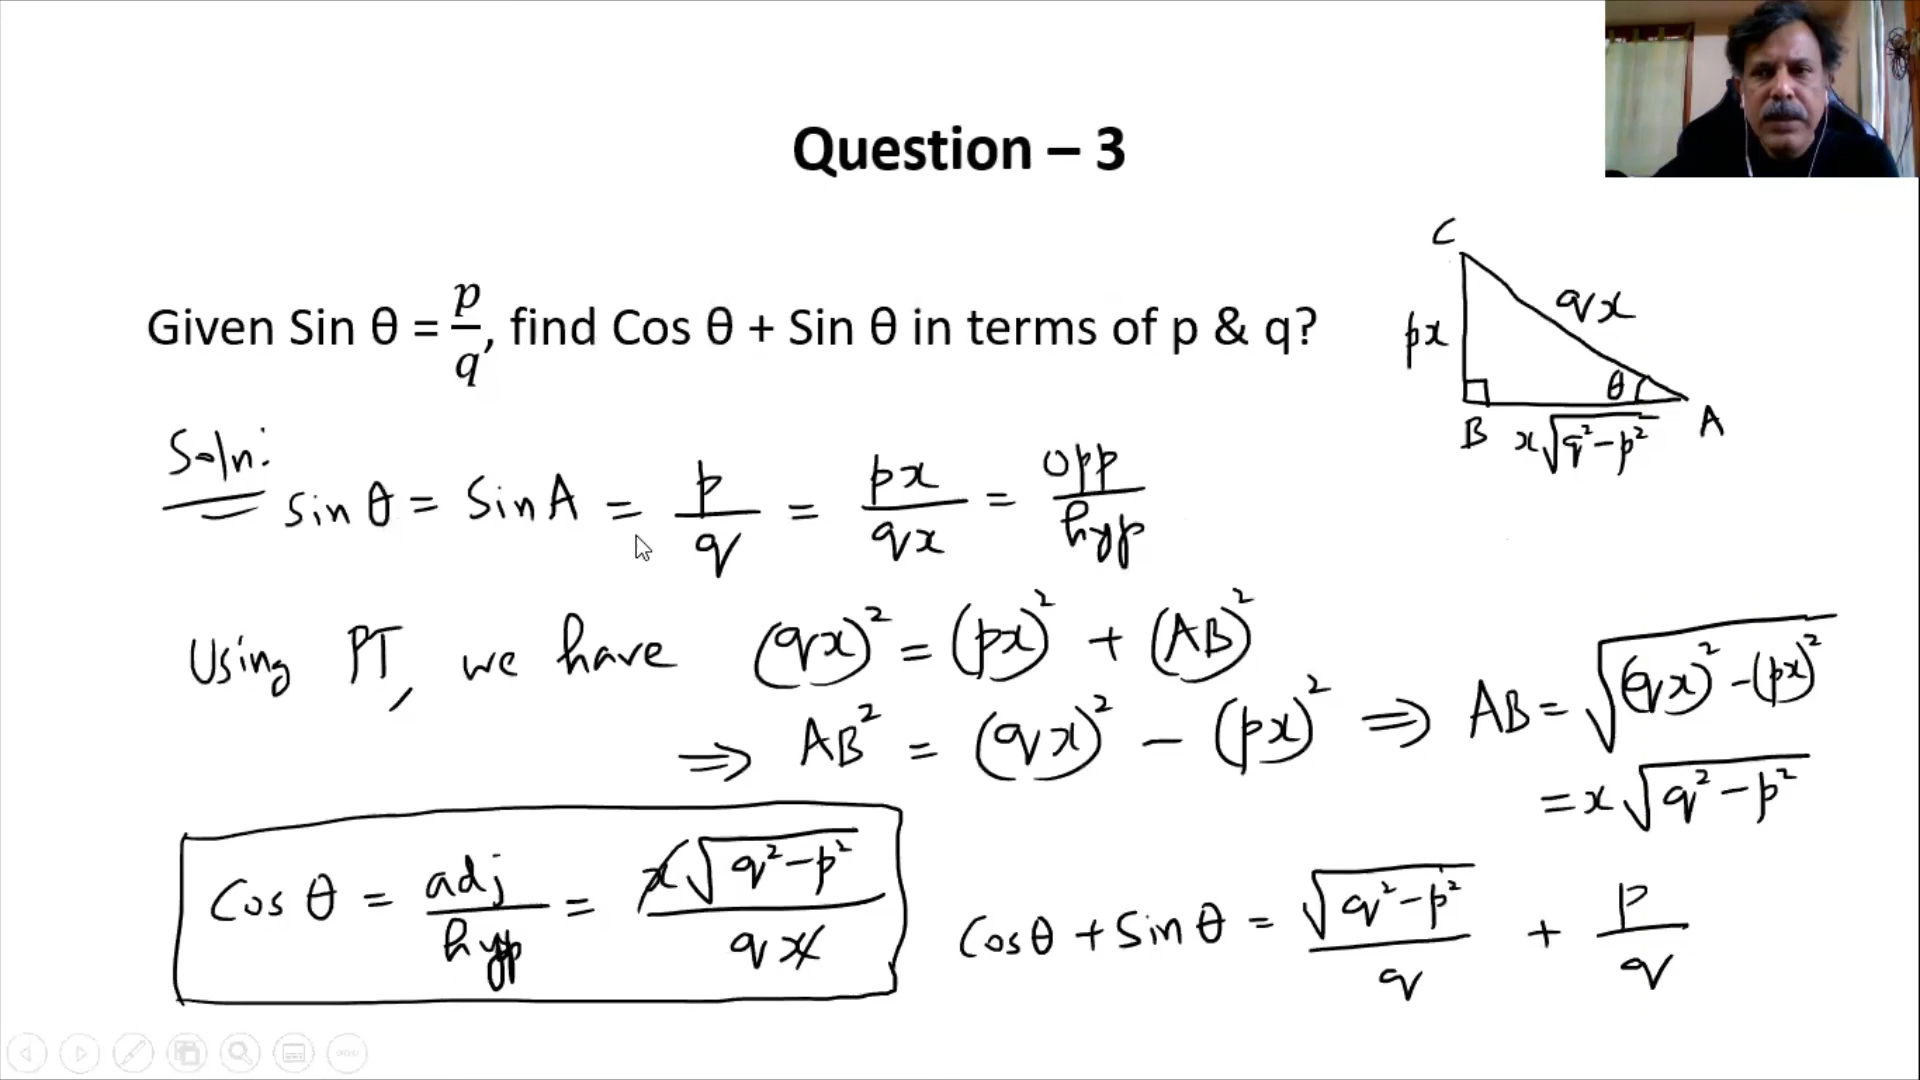 Question – 3
Given Sin θ = p/q, find Cos θ + Sin θ in terms of p & q?
C
px
qx
θ
B
A
x√(q²-p²)
Soln:
Sin θ = Sin A = p/q = px/qx = opp/hyp
Using PT, we have (qx)² = (px)² + (AB)²
⇒ AB² = (qx)² - (px)² ⇒ AB = √((qx)² - (px)²)
= x√(q²-p²)
Cos θ = adj/hyp = x√(q²-p²)/qx
Cosθ + Sin θ = √(q²-p²)/q + p/q